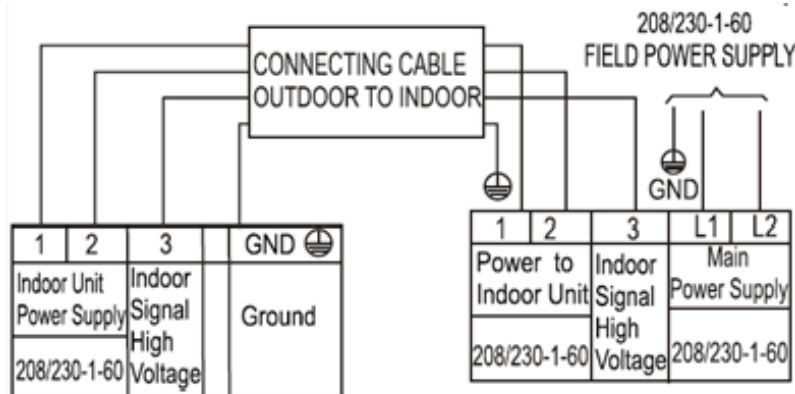 208/230-1-60
FIELD POWER SUPPLY
CONNECTING CABLE
OUTDOOR TO INDOOR
GND
1 2 3 GND
Indoor Unit
Power Supply
208/230-1-60
Indoor
Signal
High
Voltage
Ground
1 2 3 L1 L2
Power to
Indoor Unit
208/230-1-60
Indoor
Signal
High
Voltage
Main
Power Supply
208/230-1-60